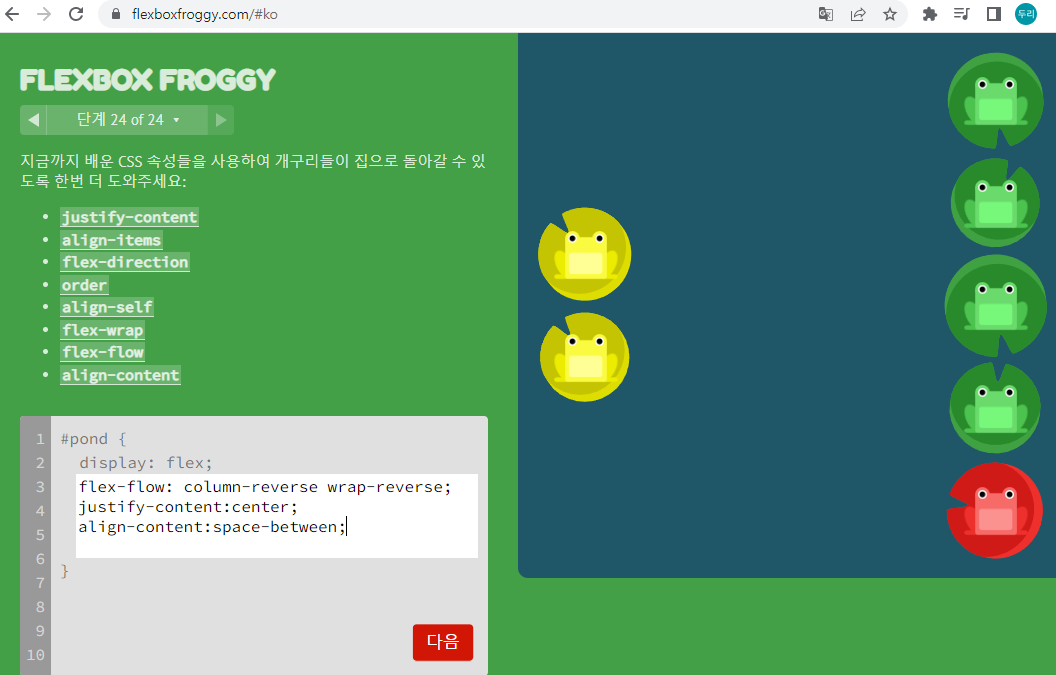 flexboxfroggy.com/#ko
두리
FLEXBOX FROGGY
단계 24 of 24
지금까지 배운 CSS 속성들을 사용하여 개구리들이 집으로 돌아갈 수 있
도록 한번 더 도와주세요:
justify-content
align-items
flex-direction
order
align-self
flex-wrap
flex-flow
align-content
1 #pond {
2 display: flex;
3 flex-flow: column-reverse wrap-reverse;
4 justify-content:center;
5 align-content:space-between;
6
7 }
8
9
10
다음